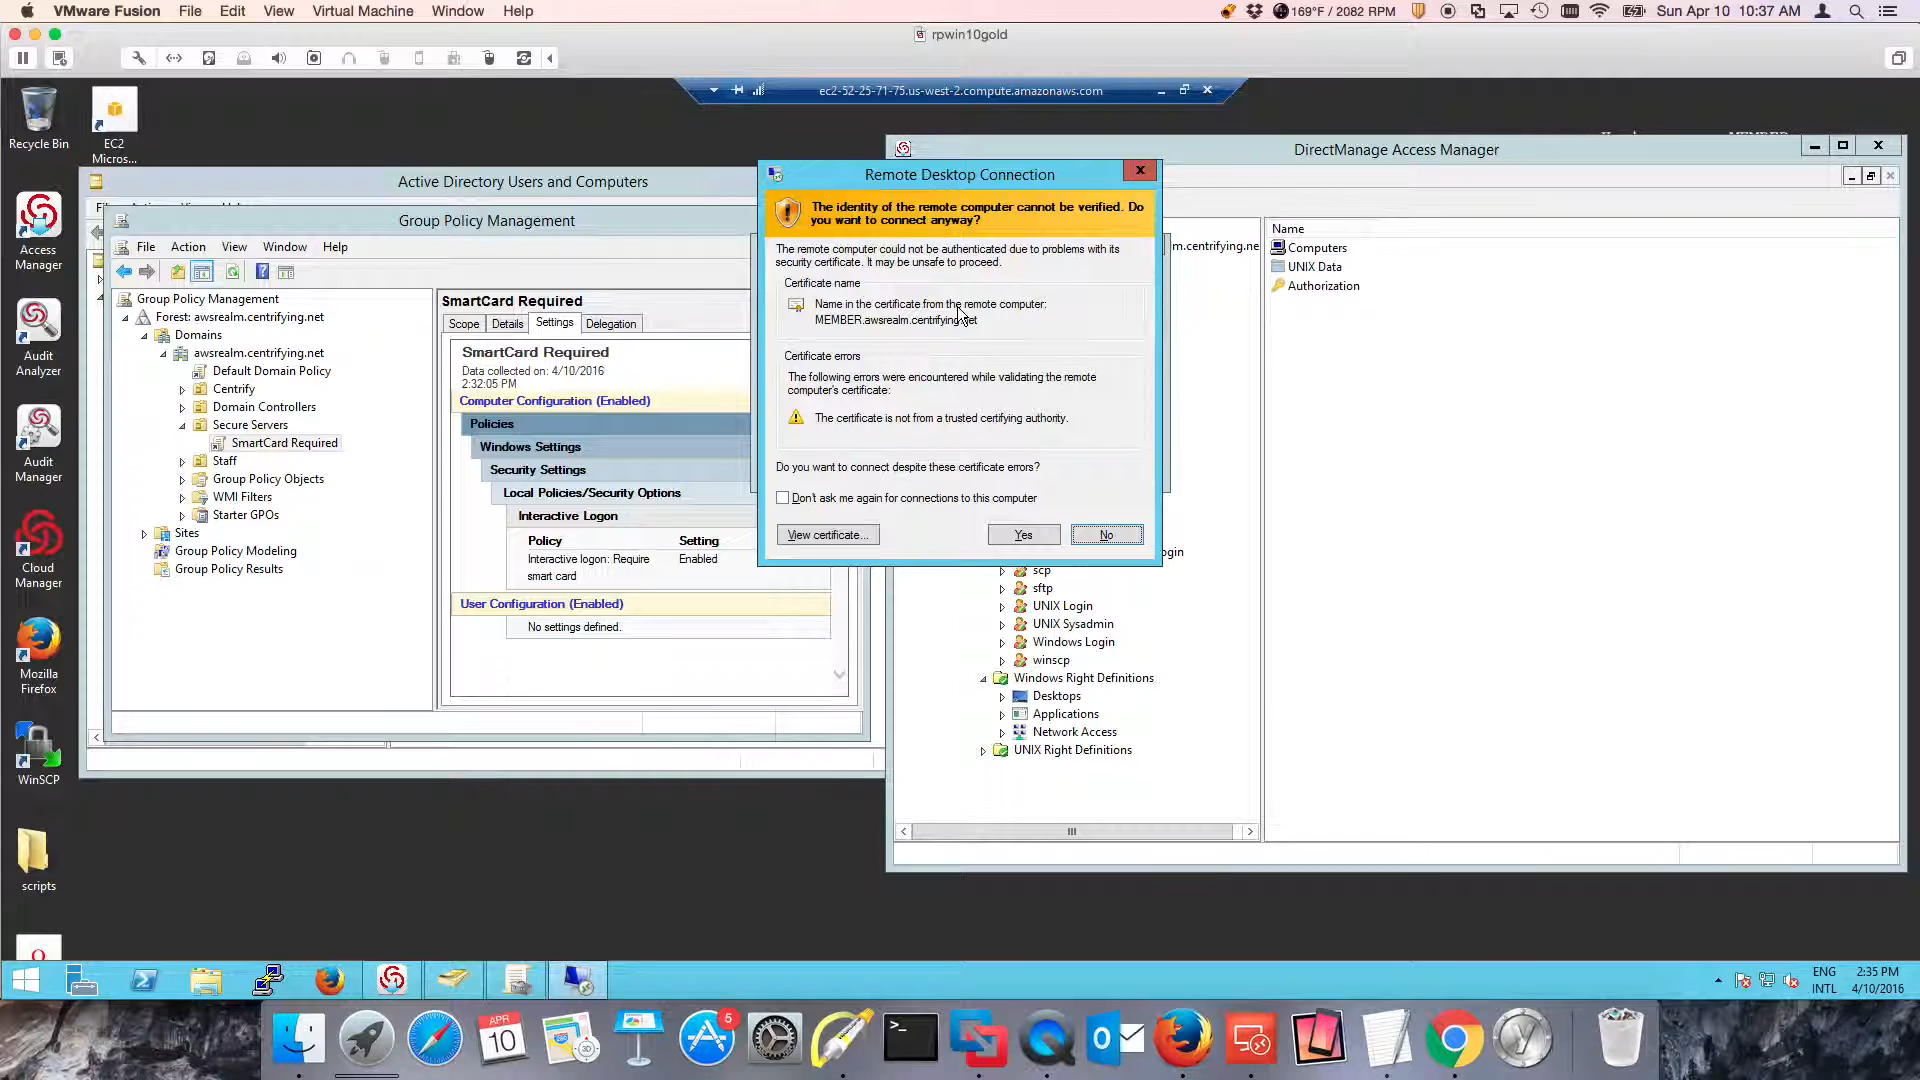 VMware Fusion File Edit View Virtual Machine Window Help
169°F / 2082 RPM
Sun Apr 10 10:37 AM
rpwin10gold
ec2-52-25-71-75.us-west-2.compute.amazonaws.com
Recycle Bin
EC2
Micros...
Access
Manager
Audit
Analyzer
Audit
Manager
Cloud
Manager
Mozilla
Firefox
WinSCP
scripts
Active Directory Users and Computers
Group Policy Management
File Action View Window Help
Group Policy Management
Forest: awsrealm.centrifying.net
Domains
awsrealm.centrifying.net
Default Domain Policy
Centrify
Domain Controllers
Secure Servers
SmartCard Required
Staff
Group Policy Objects
WMI Filters
Starter GPOs
Sites
Group Policy Modeling
Group Policy Results
SmartCard Required
Scope Details Settings Delegation
SmartCard Required
Data collected on: 4/10/2016
2:32:05 PM
Computer Configuration (Enabled)
Policies
Windows Settings
Security Settings
Local Policies/Security Options
Interactive Logon
Policy Setting
Interactive logon: Require Enabled
smart card
User Configuration (Enabled)
No settings defined.
Remote Desktop Connection
The identity of the remote computer cannot be verified. Do
you want to connect anyway?
The remote computer could not be authenticated due to problems with its
security certificate. It may be unsafe to proceed.
Certificate name
Name in the certificate from the remote computer:
MEMBER.awsrealm.centrifying.net
Certificate errors
The following errors were encountered while validating the remote
computer's certificate:
The certificate is not from a trusted certifying authority.
Do you want to connect despite these certificate errors?
Don't ask me again for connections to this computer
View certificate... Yes No
DirectManage Access Manager
m.centrifying.ne
Name
Computers
UNIX Data
Authorization
scp
sftp
UNIX Login
UNIX Sysadmin
Windows Login
winscp
Windows Right Definitions
Desktops
Applications
Network Access
UNIX Right Definitions
ENG 2:35 PM
INTL 4/10/2016
APR
10
3D
5